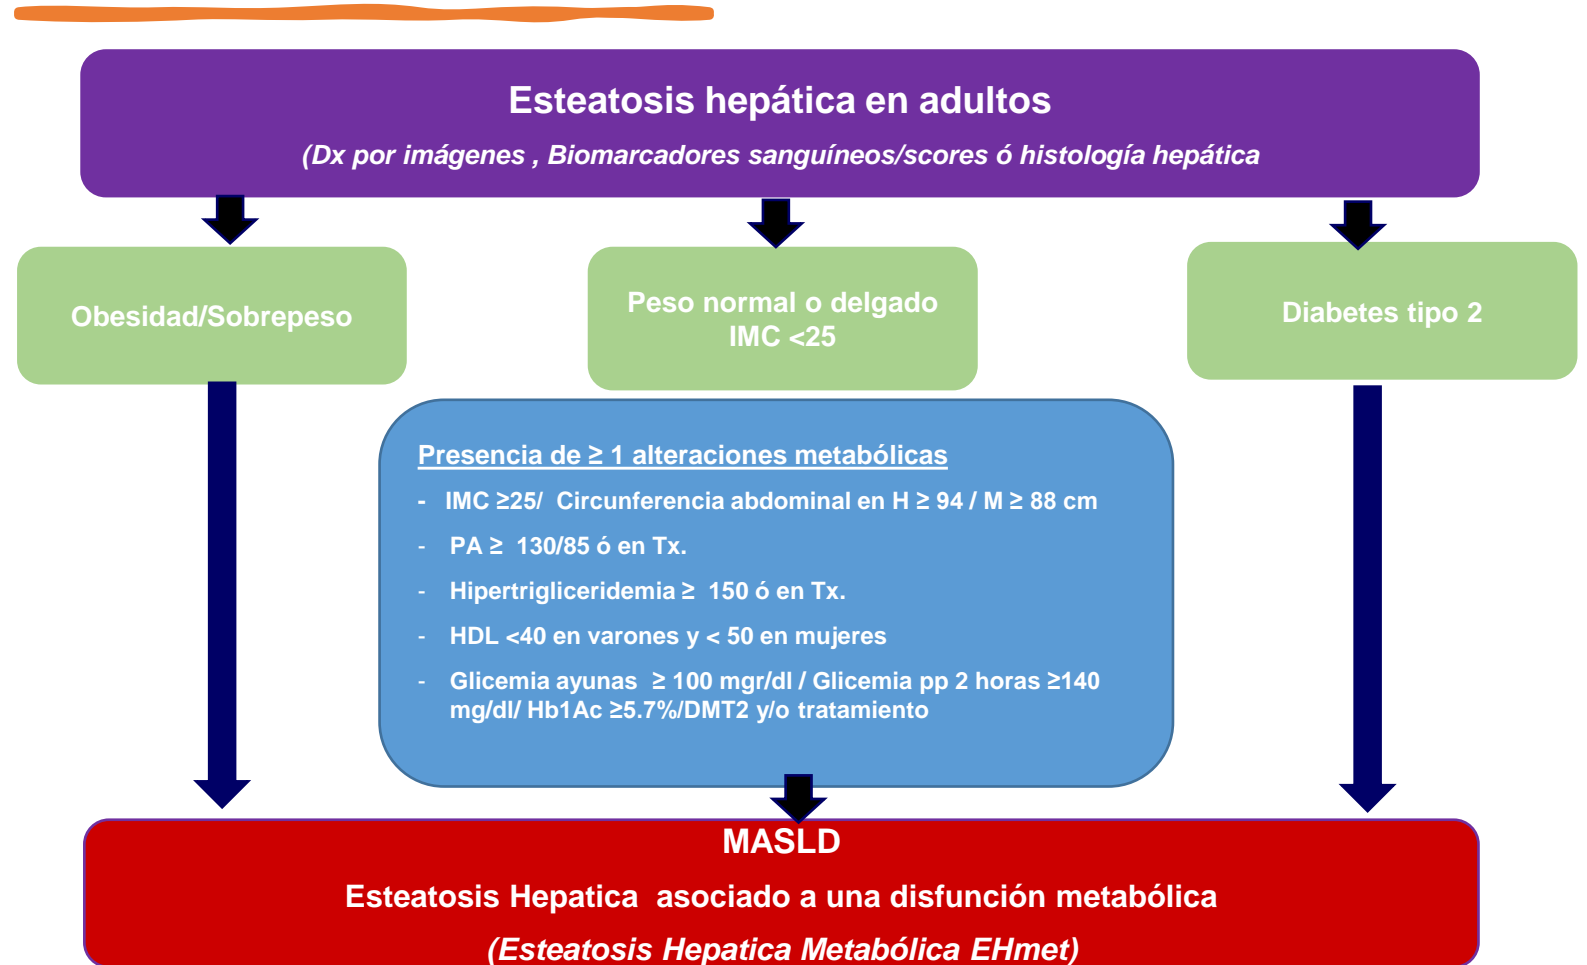 Esteatosis hepática en adultos
(Dx por imágenes , Biomarcadores sanguíneos/scores ó histología hepática
Obesidad/Sobrepeso
Peso normal o delgado
IMC <25
Diabetes tipo 2
Presencia de ≥ 1 alteraciones metabólicas
- IMC ≥25/ Circunferencia abdominal en H ≥ 94 / M ≥ 88 cm
- PA ≥ 130/85 ó en Tx.
- Hipertrigliceridemia ≥ 150 ó en Tx.
- HDL <40 en varones y < 50 en mujeres
- Glicemia ayunas ≥ 100 mgr/dl / Glicemia pp 2 horas ≥140
mg/dl/ Hb1Ac ≥5.7%/DMT2 y/o tratamiento
MASLD
Esteatosis Hepatica asociado a una disfunción metabólica
(Esteatosis Hepatica Metabólica EHmet)